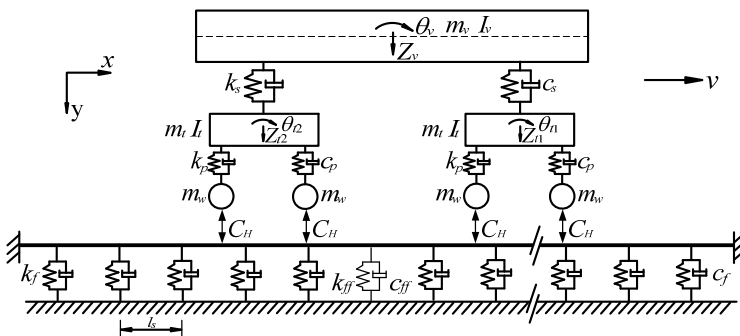 θv mv Iv
Zv
x
y
ks
cs
v
mt It
Zt2
θt2
mt It
Zt1
θt1
kp
cp
kp
cp
mw
mw
mw
mw
CH
CH
CH
CH
kf
kff
cff
cf
ls